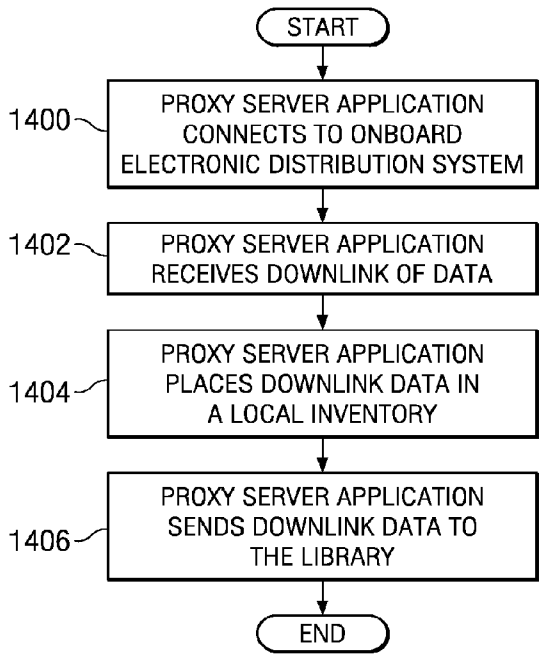 START
1400
PROXY SERVER APPLICATION
CONNECTS TO ONBOARD
ELECTRONIC DISTRIBUTION SYSTEM
1402
PROXY SERVER APPLICATION
RECEIVES DOWNLINK OF DATA
1404
PROXY SERVER APPLICATION
PLACES DOWNLINK DATA IN
A LOCAL INVENTORY
1406
PROXY SERVER APPLICATION
SENDS DOWNLINK DATA TO
THE LIBRARY
END